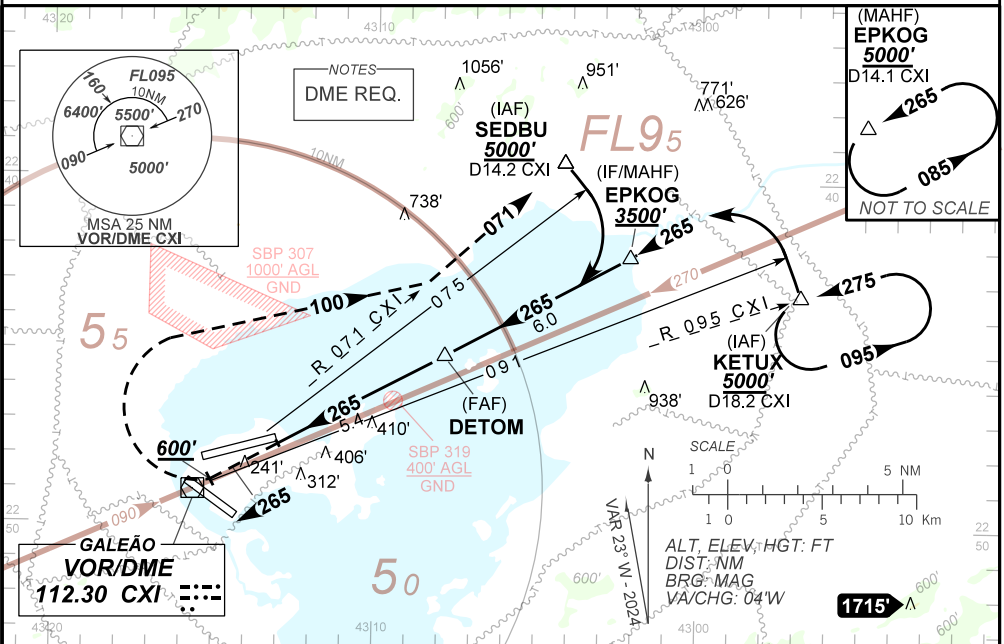 43 20
43 10
43 00
160
FL095
10NM
6400'
5500'
270
090
5000'
MSA 25 NM
VOR/DME CXI
NOTES
DME REQ.
1056'
951'
771'
626'
600'
(IAF)
SEDBU
5000'
D14.2 CXI
FL95
(IF/MAHF)
EPKOG
3500'
(MAHF)
EPKOG
5000'
D14.1 CXI
265
085
NOT TO SCALE
22
40
22
40
10NM
738'
071
265
SBP 307
1000' AGL
GND
100
R 071 CXI
075
270
265
6.0
R 095 CXI
275
095
55
091
(IAF)
KETUX
5000'
D18.2 CXI
(FAF)
DETOM
938'
265
5.4
410'
SBP 319
400' AGL
GND
600'
241'
406'
312'
265
090
SCALE
1 0 5 NM
1 0 5 10 Km
N
VAR 23° W - 2024
22
50
22
50
GALEÃO
VOR/DME
112.30 CXI
50
ALT, ELEV, HGT: FT
DIST: NM
BRG: MAG
VAVCHG: 04'W
600'
1715'
600'
600'
43 20
43 10
43 00